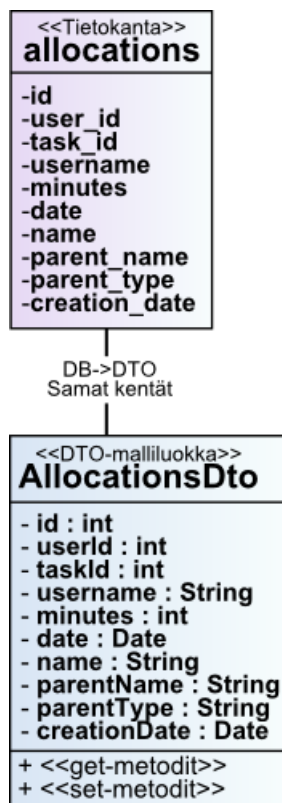 <<Tietokanta>>
allocations
-id
-user_id
-task_id
-username
-minutes
-date
-name
-parent_name
-parent_type
-creation_date
DB->DTO
Samat kentät
<<DTO-malliluokka>>
AllocationsDto
- id : int
- userId : int
- taskId : int
- username : String
- minutes : int
- date : Date
- name : String
- parentName : String
- parentType : String
- creationDate : Date
+ <<get-metodit>>
+ <<set-metodit>>